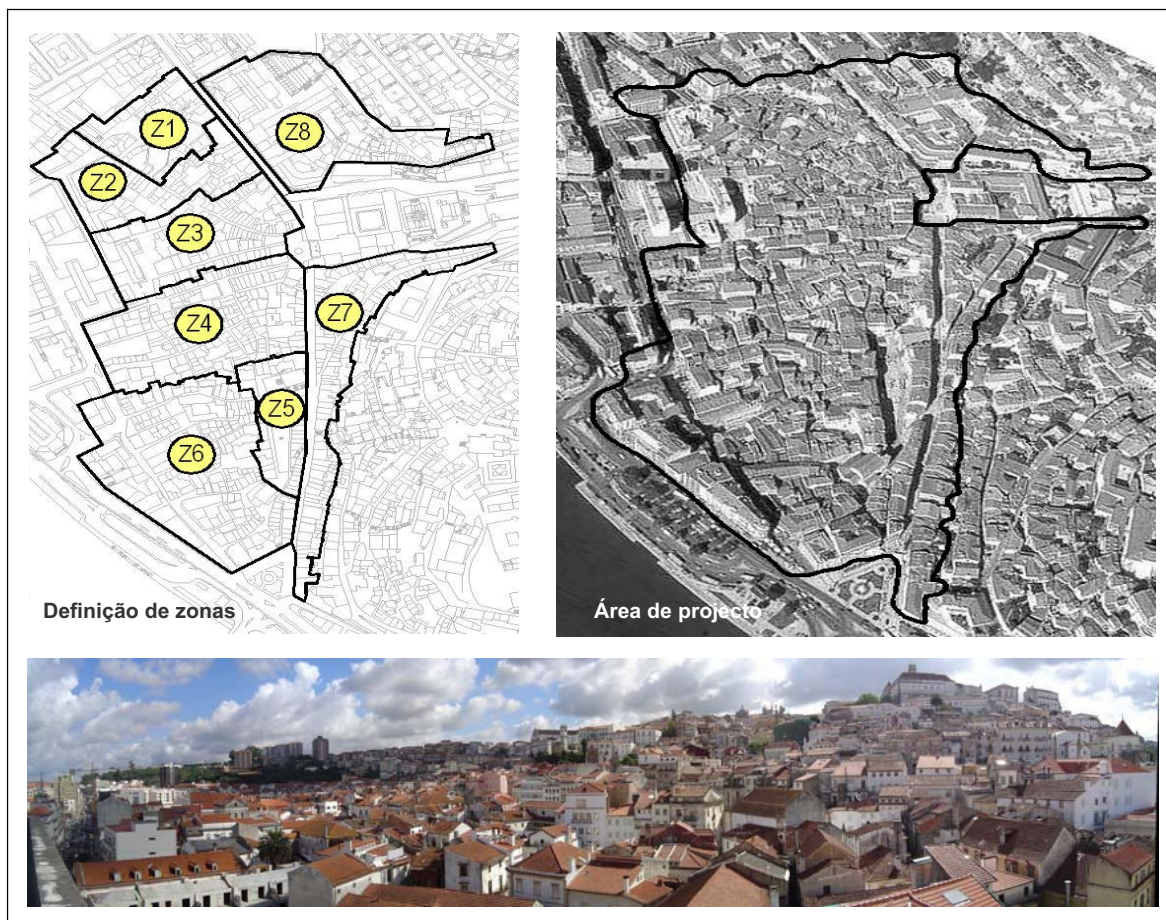 Z1
Z8
Z2
Z3
Z7
Z4
Z5
Z6
Definição de zonas
Área de projecto